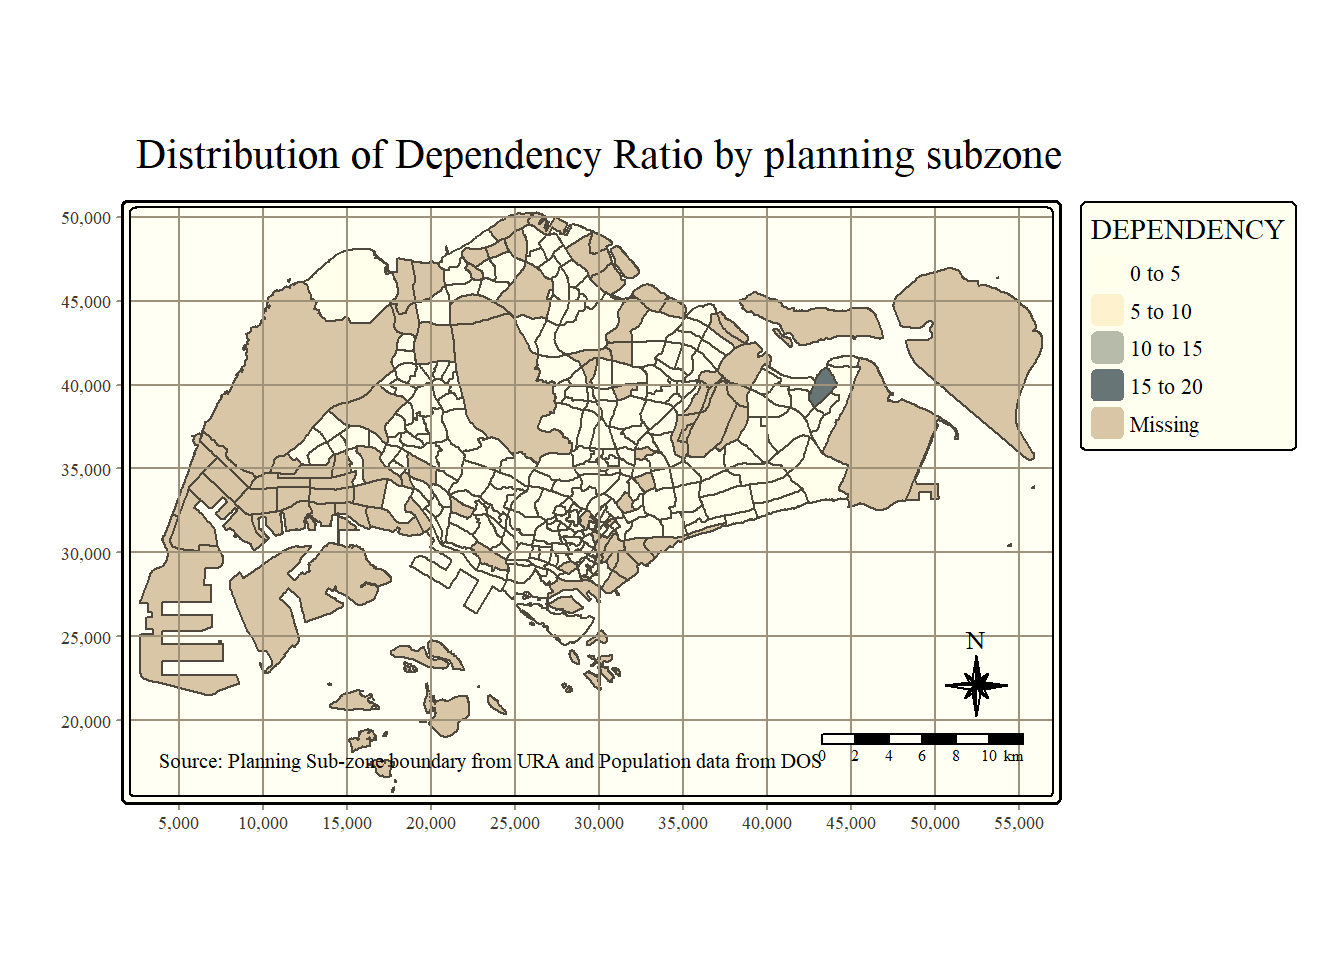 Distribution of Dependency Ratio by planning subzone
DEPENDENCY
0 to 5
5 to 10
10 to 15
15 to 20
Missing
50,000
45,000
40,000
35,000
30,000
25,000
20,000
N
0 2 4 6 8 10 km
Source: Planning Sub-zone boundary from URA and Population data from DOS
5,000 10,000 15,000 20,000 25,000 30,000 35,000 40,000 45,000 50,000 55,000